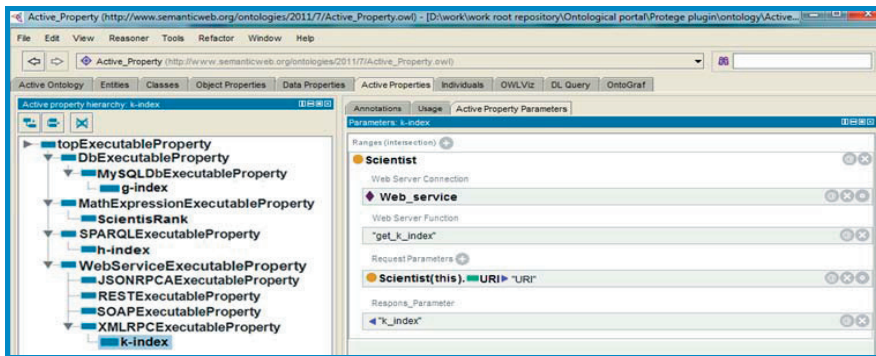 Active_Property (http://www.semanticweb.org/ontologies/2011/7/Active_Property.owl) - [D:\work\work root repository\Ontological portal\Protege plugin\ontology\Active...
File Edit View Reasoner Tools Refactor Window Help
Active_Property (http://www.semanticweb.org/ontologies/2011/7/Active_Property.owl)
Active Ontology Entities Classes Object Properties Data Properties Active Properties Individuals OWLViz DL Query OntoGraf
Active property hierarchy: k-index
topExecutableProperty
DbExecutableProperty
MySQLDbExecutableProperty
g-index
MathExpressionExecutableProperty
ScientisRank
SPARQLExecutableProperty
h-index
WebServiceExecutableProperty
JSONRPCAExecutableProperty
RESTExecutableProperty
SOAPExecutableProperty
XMLRPCExecutableProperty
k-index
Annotations Usage Active Property Parameters
Parameters: k-index
Ranges (intersection)
Scientist
Web Server Connection
Web_service
Web Server Function
"get_k_index"
Request Parameters
Scientist(this). URI "URI"
Respons_Parameter
"k_index"